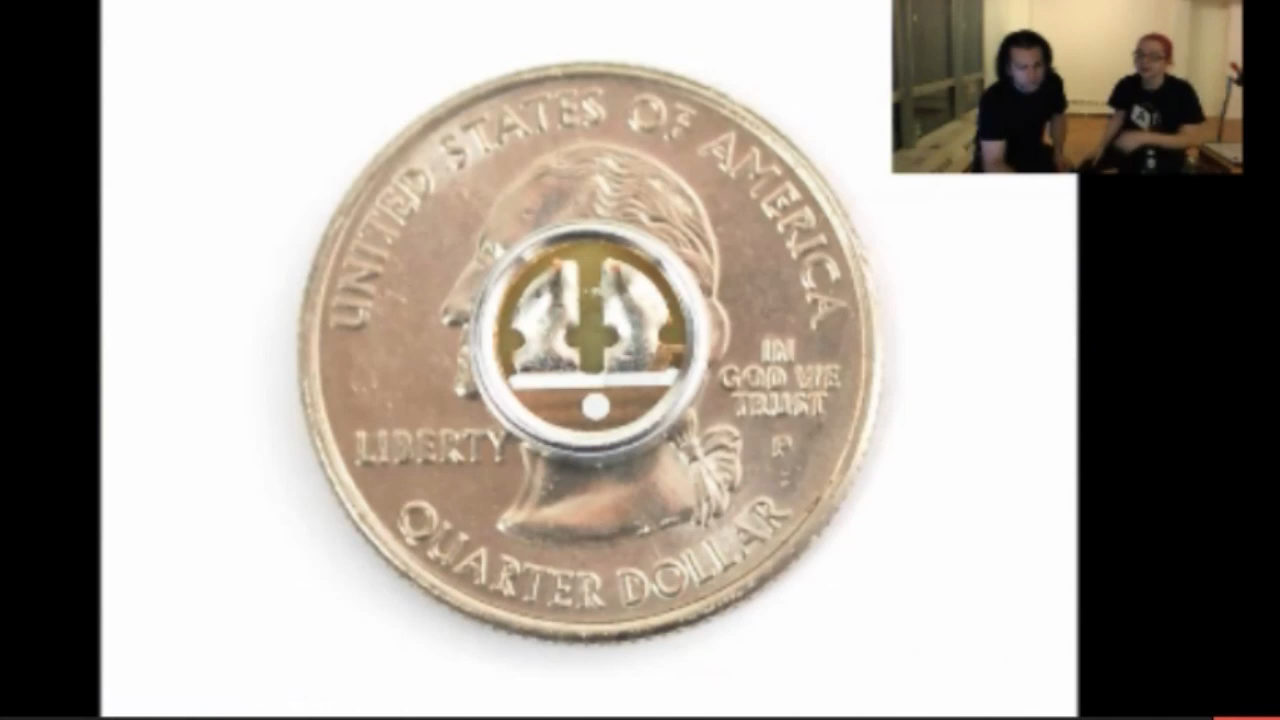 UNITED STATES OF AMERICA
IN
GOD WE
TRUST
LIBERTY
P
QUARTER DOLLAR